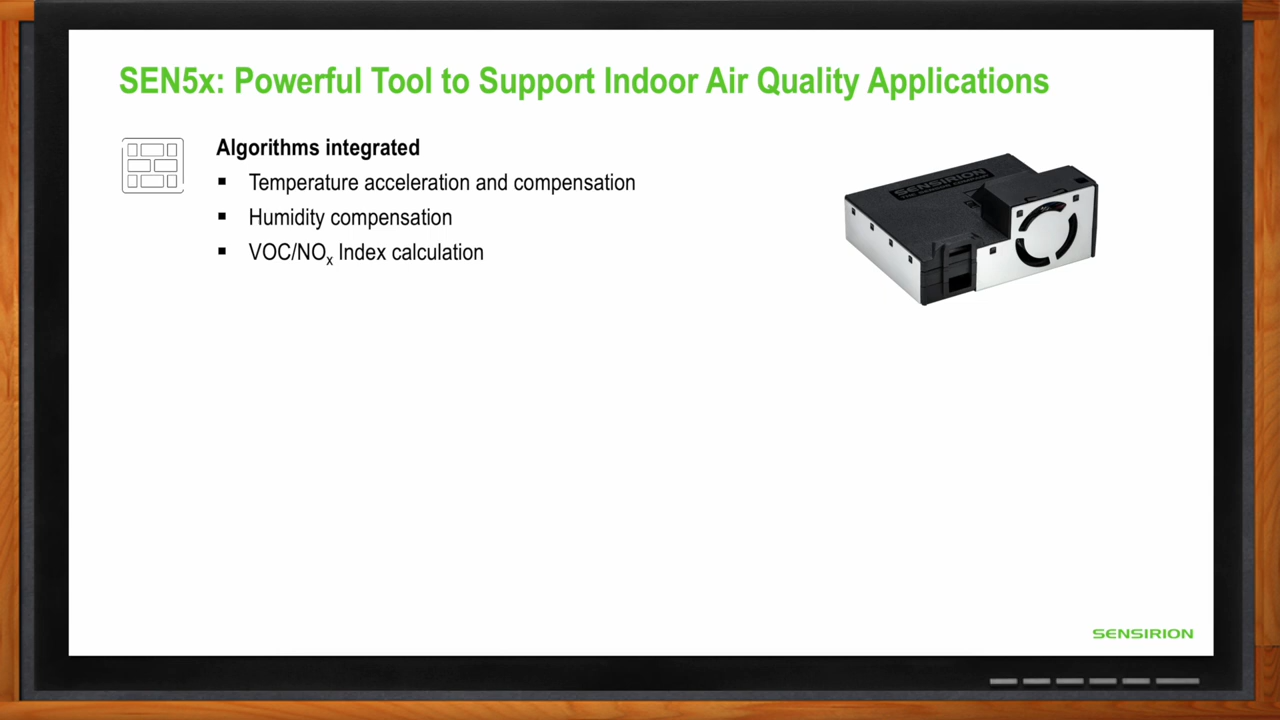 SEN5x: Powerful Tool to Support Indoor Air Quality Applications
Algorithms integrated
▪ Temperature acceleration and compensation
▪ Humidity compensation
▪ VOC/NOx Index calculation
SENSIRION
SENSIRION